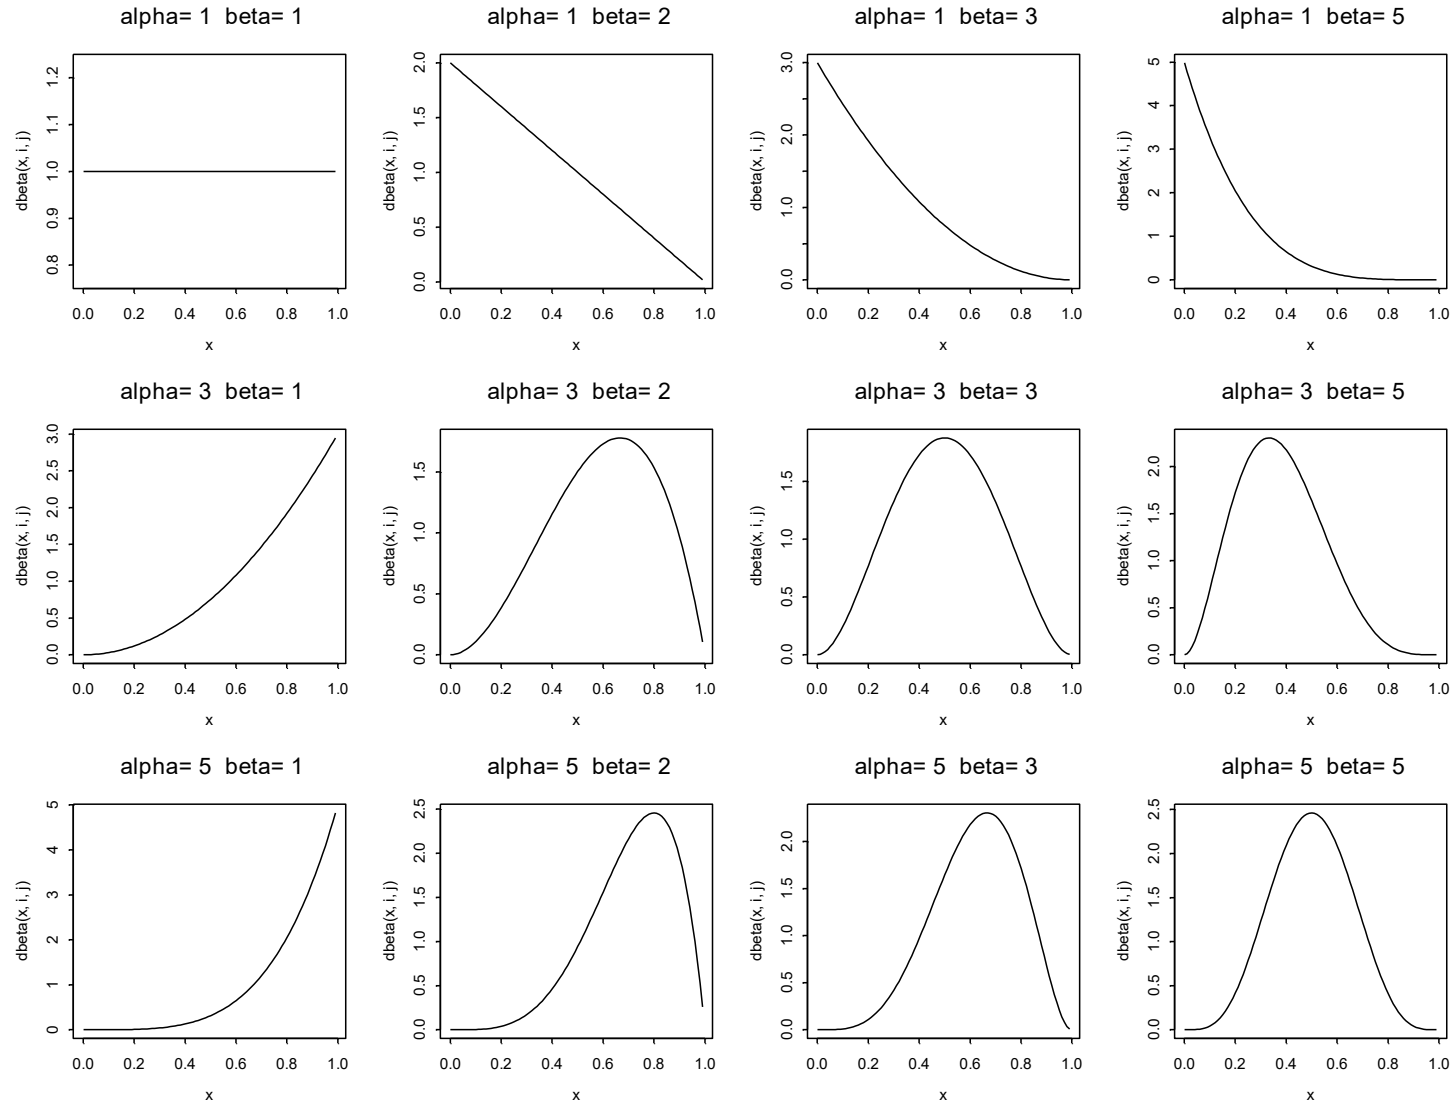 alpha= 1  beta= 1
alpha= 1  beta= 2
alpha= 1  beta= 3
alpha= 1  beta= 5
dbeta(x, i, j)
0.8 0.9 1.0 1.1 1.2
0.0 0.2 0.4 0.6 0.8 1.0
x
dbeta(x, i, j)
0.0 0.5 1.0 1.5 2.0
0.0 0.2 0.4 0.6 0.8 1.0
x
dbeta(x, i, j)
0.0 1.0 2.0 3.0
0.0 0.2 0.4 0.6 0.8 1.0
x
dbeta(x, i, j)
0 1 2 3 4 5
0.0 0.2 0.4 0.6 0.8 1.0
x
alpha= 3  beta= 1
alpha= 3  beta= 2
alpha= 3  beta= 3
alpha= 3  beta= 5
dbeta(x, i, j)
0.0 0.5 1.0 1.5 2.0 2.5 3.0
0.0 0.2 0.4 0.6 0.8 1.0
x
dbeta(x, i, j)
0.0 0.5 1.0 1.5
0.0 0.2 0.4 0.6 0.8 1.0
x
dbeta(x, i, j)
0.0 0.5 1.0 1.5
0.0 0.2 0.4 0.6 0.8 1.0
x
dbeta(x, i, j)
0.0 0.5 1.0 1.5 2.0
0.0 0.2 0.4 0.6 0.8 1.0
x
alpha= 5  beta= 1
alpha= 5  beta= 2
alpha= 5  beta= 3
alpha= 5  beta= 5
dbeta(x, i, j)
0 1 2 3 4 5
0.0 0.2 0.4 0.6 0.8 1.0
x
dbeta(x, i, j)
0.0 0.5 1.0 1.5 2.0 2.5
0.0 0.2 0.4 0.6 0.8 1.0
x
dbeta(x, i, j)
0.0 0.5 1.0 1.5 2.0
0.0 0.2 0.4 0.6 0.8 1.0
x
dbeta(x, i, j)
0.0 0.5 1.0 1.5 2.0 2.5
0.0 0.2 0.4 0.6 0.8 1.0
x